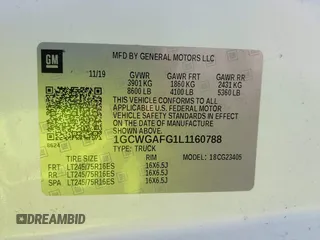 GM
MFD BY GENERAL MOTORS LLC
11/19 GVWR GAWR FRT GAWR RR
3901 KG 1860 KG 2431 KG
8600 LB 4100 LB 5360 LB
THIS VEHICLE CONFORMS TO ALL
APPLICABLE U.S. FEDERAL MOTOR
VEHICLE SAFETY STANDARDS IN
EFFECT ON THE DATE OF
MANUFACTURE SHOWN ABOVE.
0624
1GCWGAFG1L1160788
TYPE: TRUCK
TIRE SIZE RIM
FRT LT245/75R16ES 16X6.5J
RR LT245/75R16ES 16X6.5J
SPA LT245/75R16ES 16X6.5J
MODEL: 18 CG23405
DREAMBID